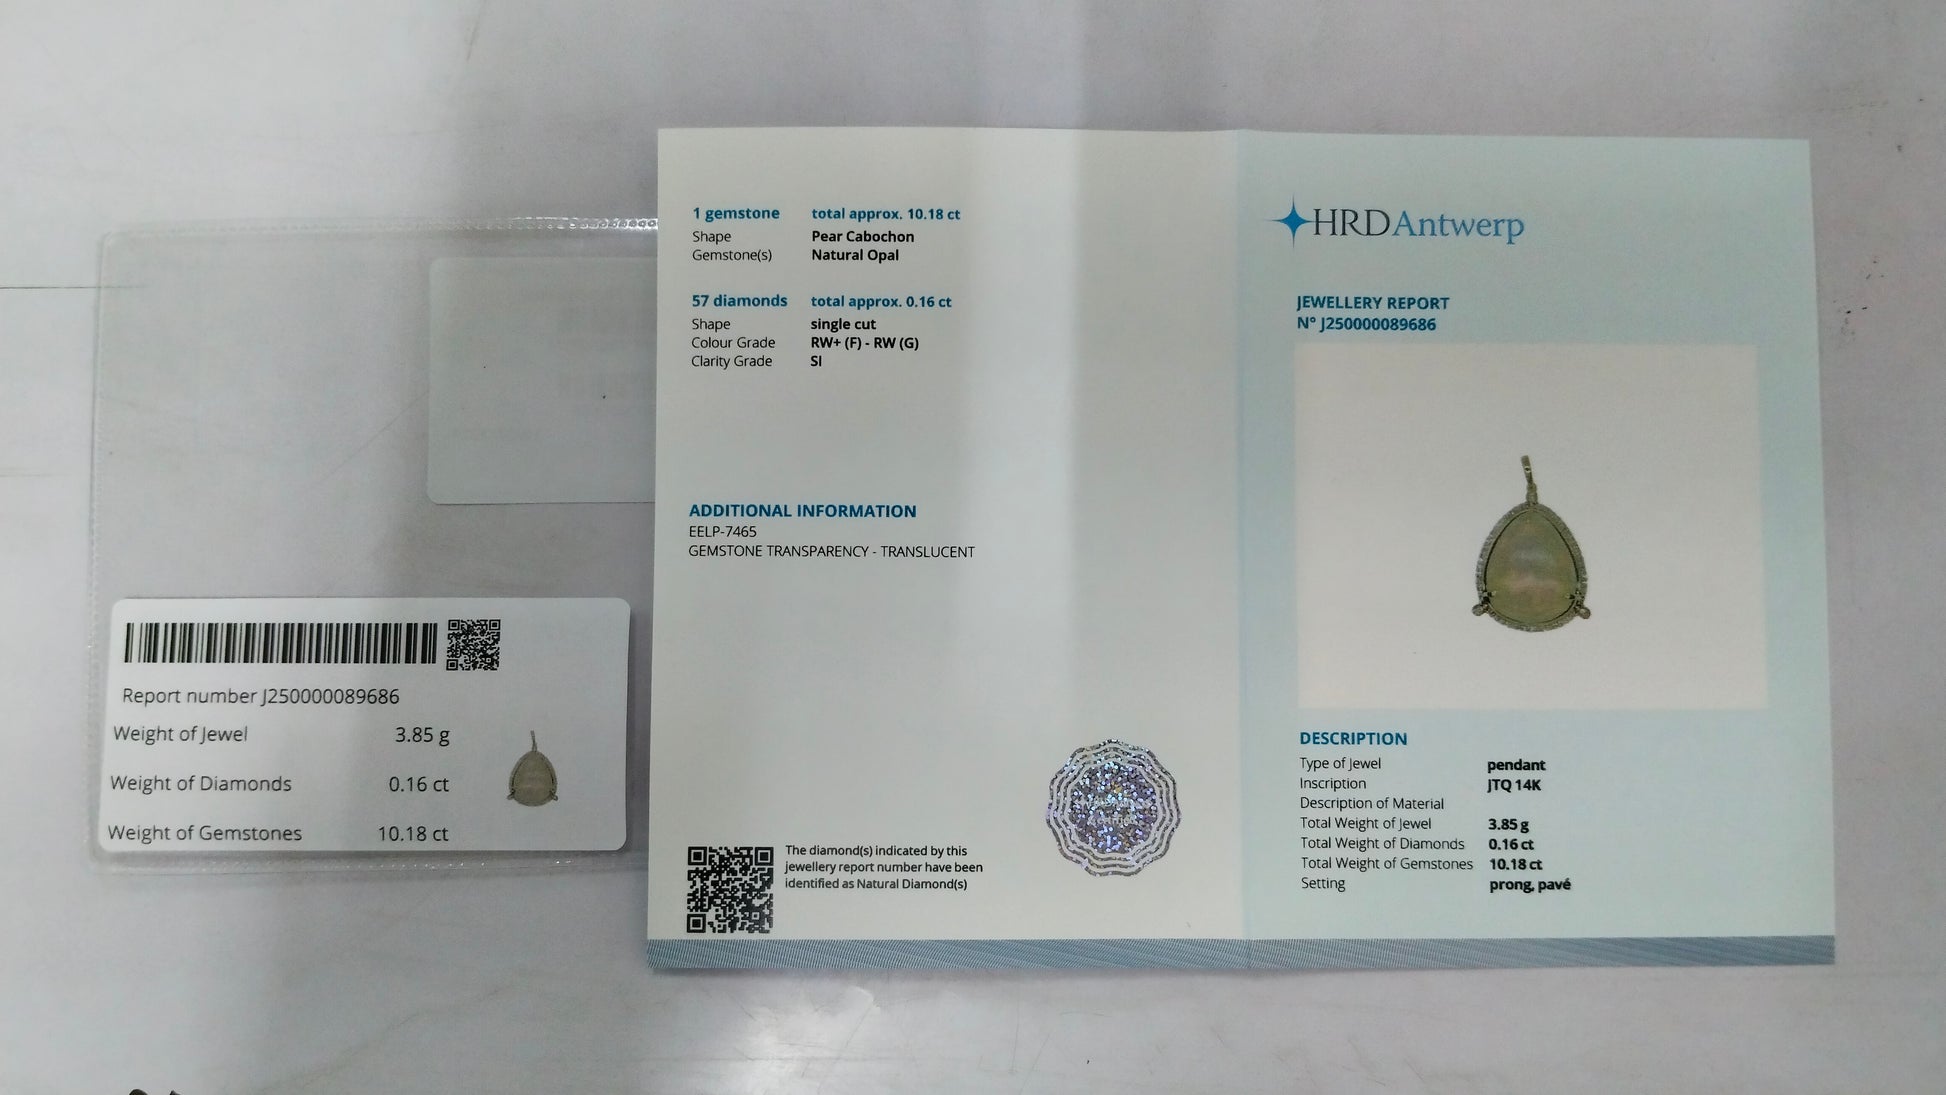 Report number J250000089686
Weight of Jewel 3.85 g
Weight of Diamonds 0.16 ct
Weight of Gemstones 10.18 ct
1 gemstone total approx. 10.18 ct
Shape Pear Cabochon
Gemstone(s) Natural Opal
57 diamonds total approx. 0.16 ct
Shape single cut
Colour Grade RW+ (F) - RW (G)
Clarity Grade SI
ADDITIONAL INFORMATION
EELP-7465
GEMSTONE TRANSPARENCY - TRANSLUCENT
The diamond(s) indicated by this
jewellery report number have been
identified as Natural Diamond(s)
HRDAntwerp
JEWELLERY REPORT
N° J250000089686
DESCRIPTION
Type of Jewel pendant
Inscription JTQ 14K
Description of Material
Total Weight of Jewel 3.85 g
Total Weight of Diamonds 0.16 ct
Total Weight of Gemstones 10.18 ct
Setting prong, pavé